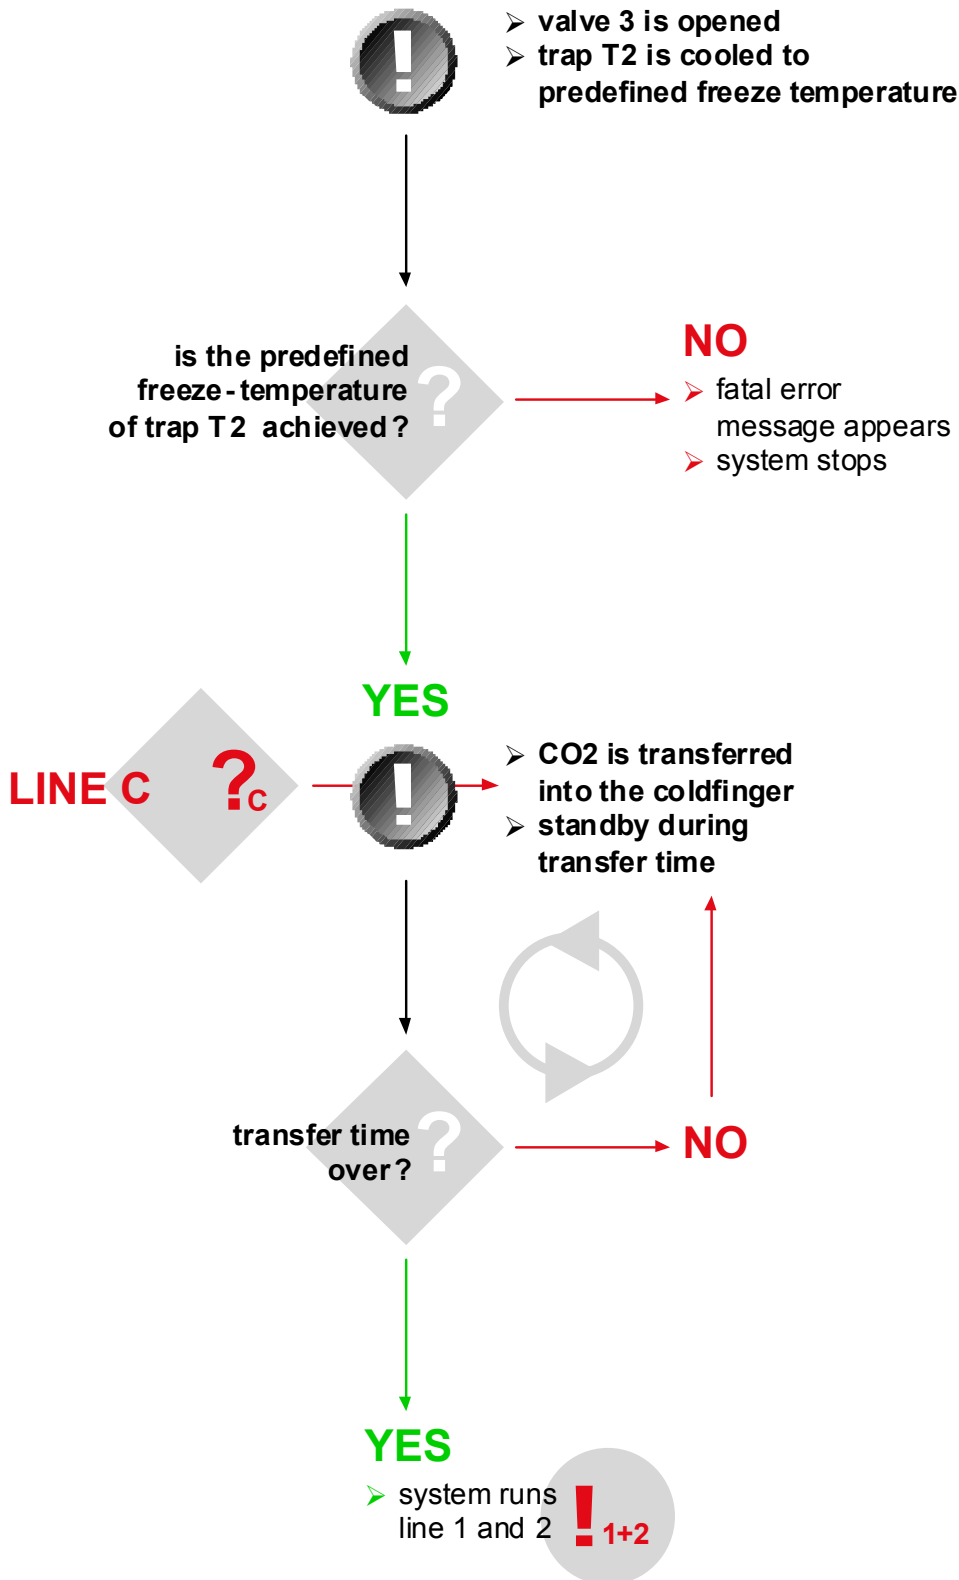 !
➢ valve 3 is opened
➢ trap T2 is cooled to
predefined freeze temperature
is the predefined
freeze-temperature
of trap T2 achieved?
?
NO
➢ fatal error
message appears
➢ system stops
YES
LINE C
?C
!
➢ CO2 is transferred
into the coldfinger
➢ standby during
transfer time
transfer time
over?
?
NO
YES
➢ system runs
line 1 and 2
! 1+2